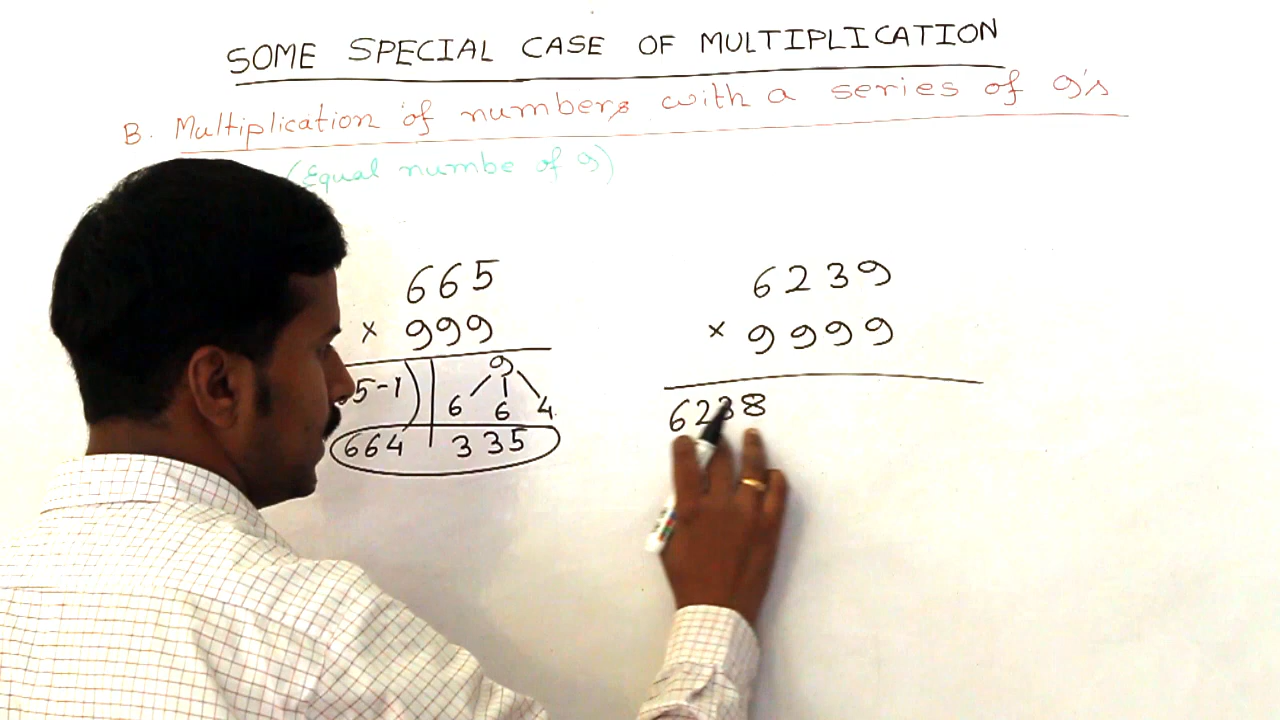 SOME SPECIAL CASE OF MULTIPLICATION
B. Multiplication of numbers with a series of 9's
(Equal numbe of 9)
665
× 999
5-1) | 9
6 6 4
664 | 335
6239
× 9999
6238